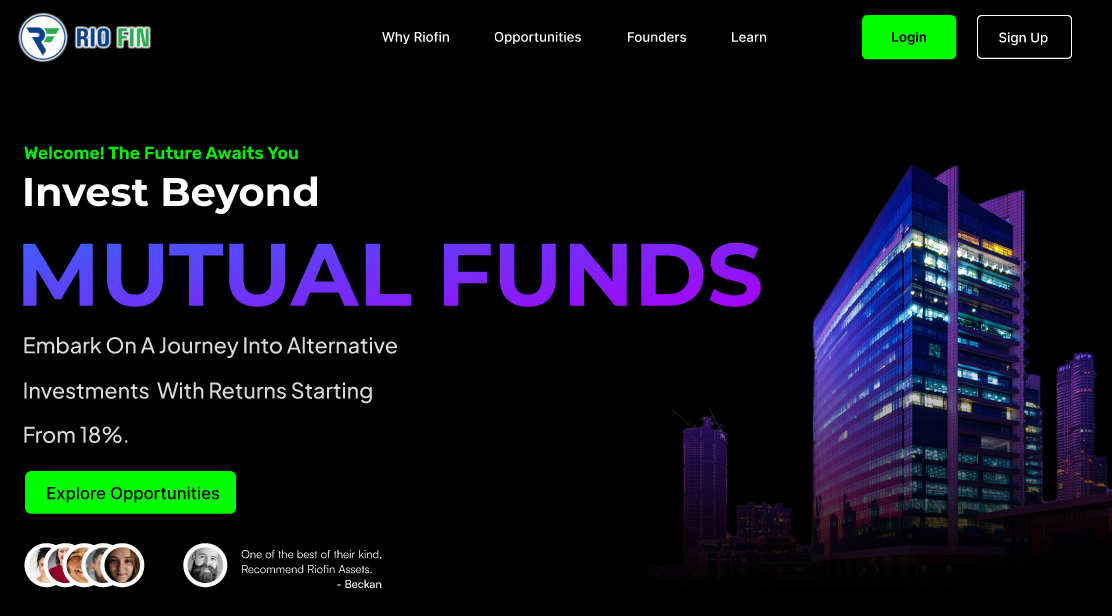 RIO FIN
Why Riofin
Opportunities
Founders
Learn
Login
Sign Up
Welcome! The Future Awaits You
Invest Beyond
MUTUAL FUNDS
Embark On A Journey Into Alternative
Investments With Returns Starting
From 18%.
Explore Opportunities
One of the best of their kind,
Recommend Riofin Assets.
- Beckan